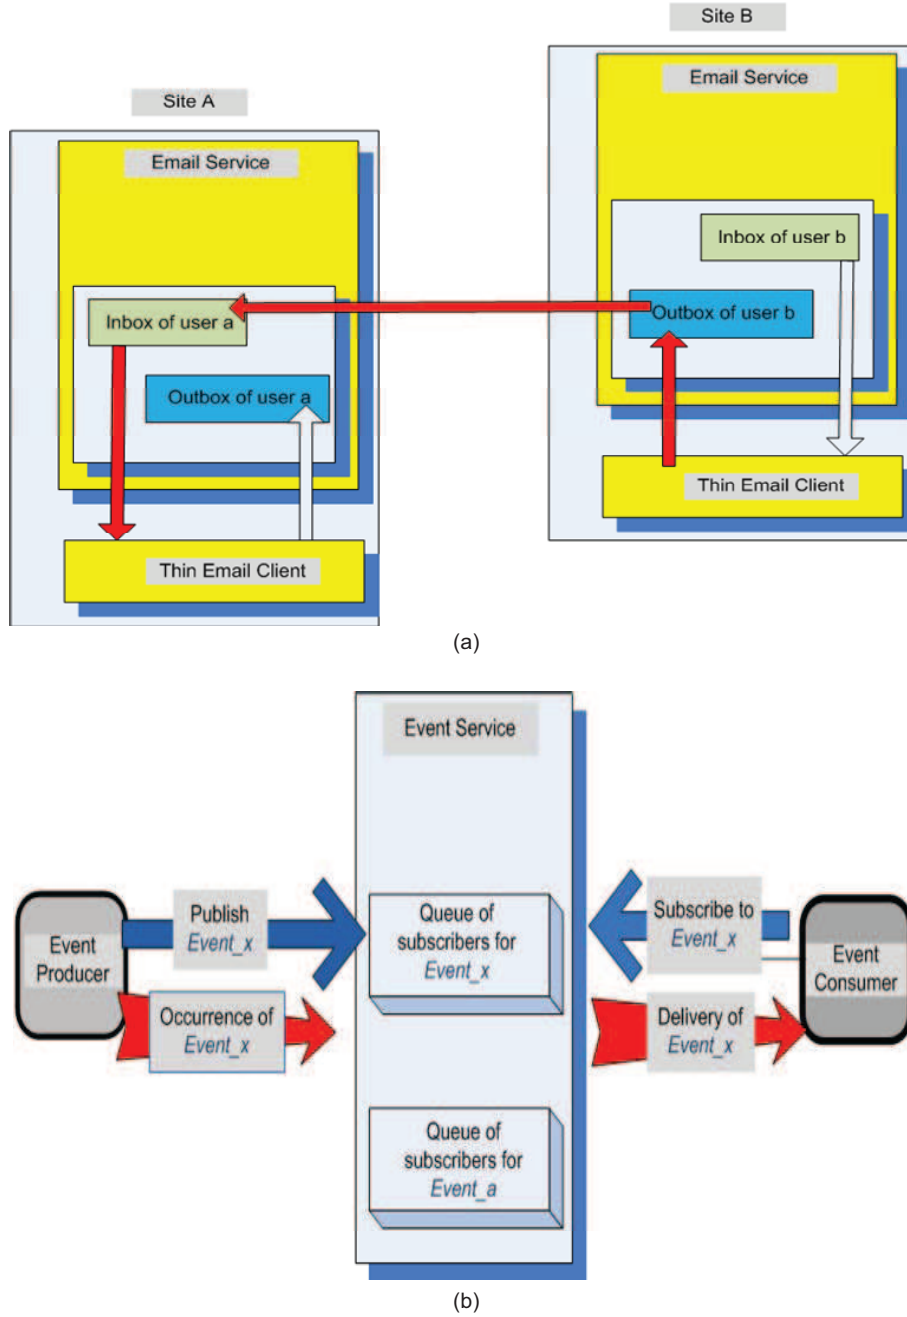 Site B
Email Service
Site A
Email Service
Inbox of user b
Outbox of user b
Inbox of user a
Outbox of user a
Thin Email Client
Thin Email Client
(a)
Event Service
Publish
Event_x
Queue of
subscribers for
Event_x
Subscribe to
Event_x
Event
Producer
Event
Consumer
Occurrence of
Event_x
Delivery of
Event_x
Queue of
subscribers for
Event_a
(b)